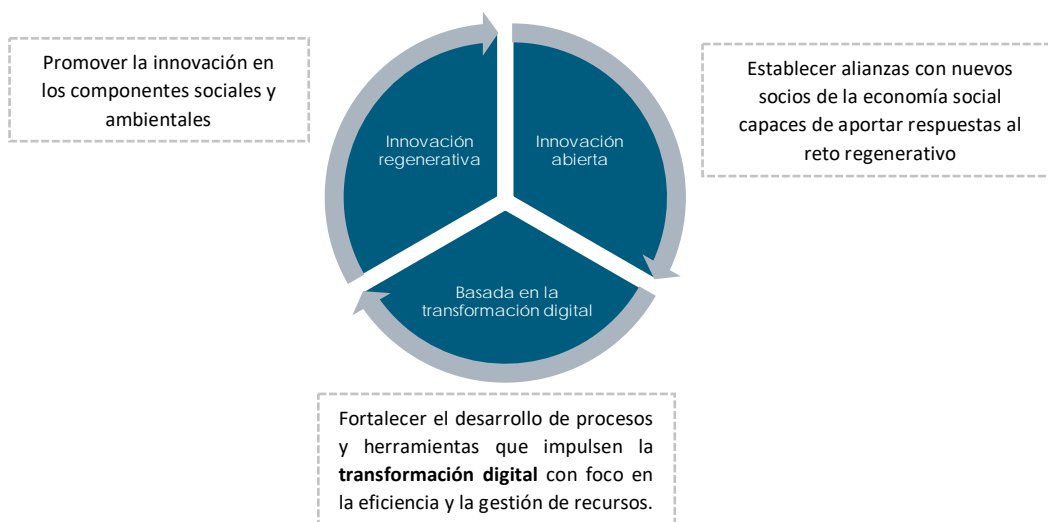 Promover la innovación en
los componentes sociales y
ambientales
Innovación
regenerativa
Innovación
abierta
Establecer alianzas con nuevos
socios de la economía social
capaces de aportar respuestas al
reto regenerativo
Basada en la
transformación digital
Fortalecer el desarrollo de procesos
y herramientas que impulsen la
transformación digital con foco en
la eficiencia y la gestión de recursos.